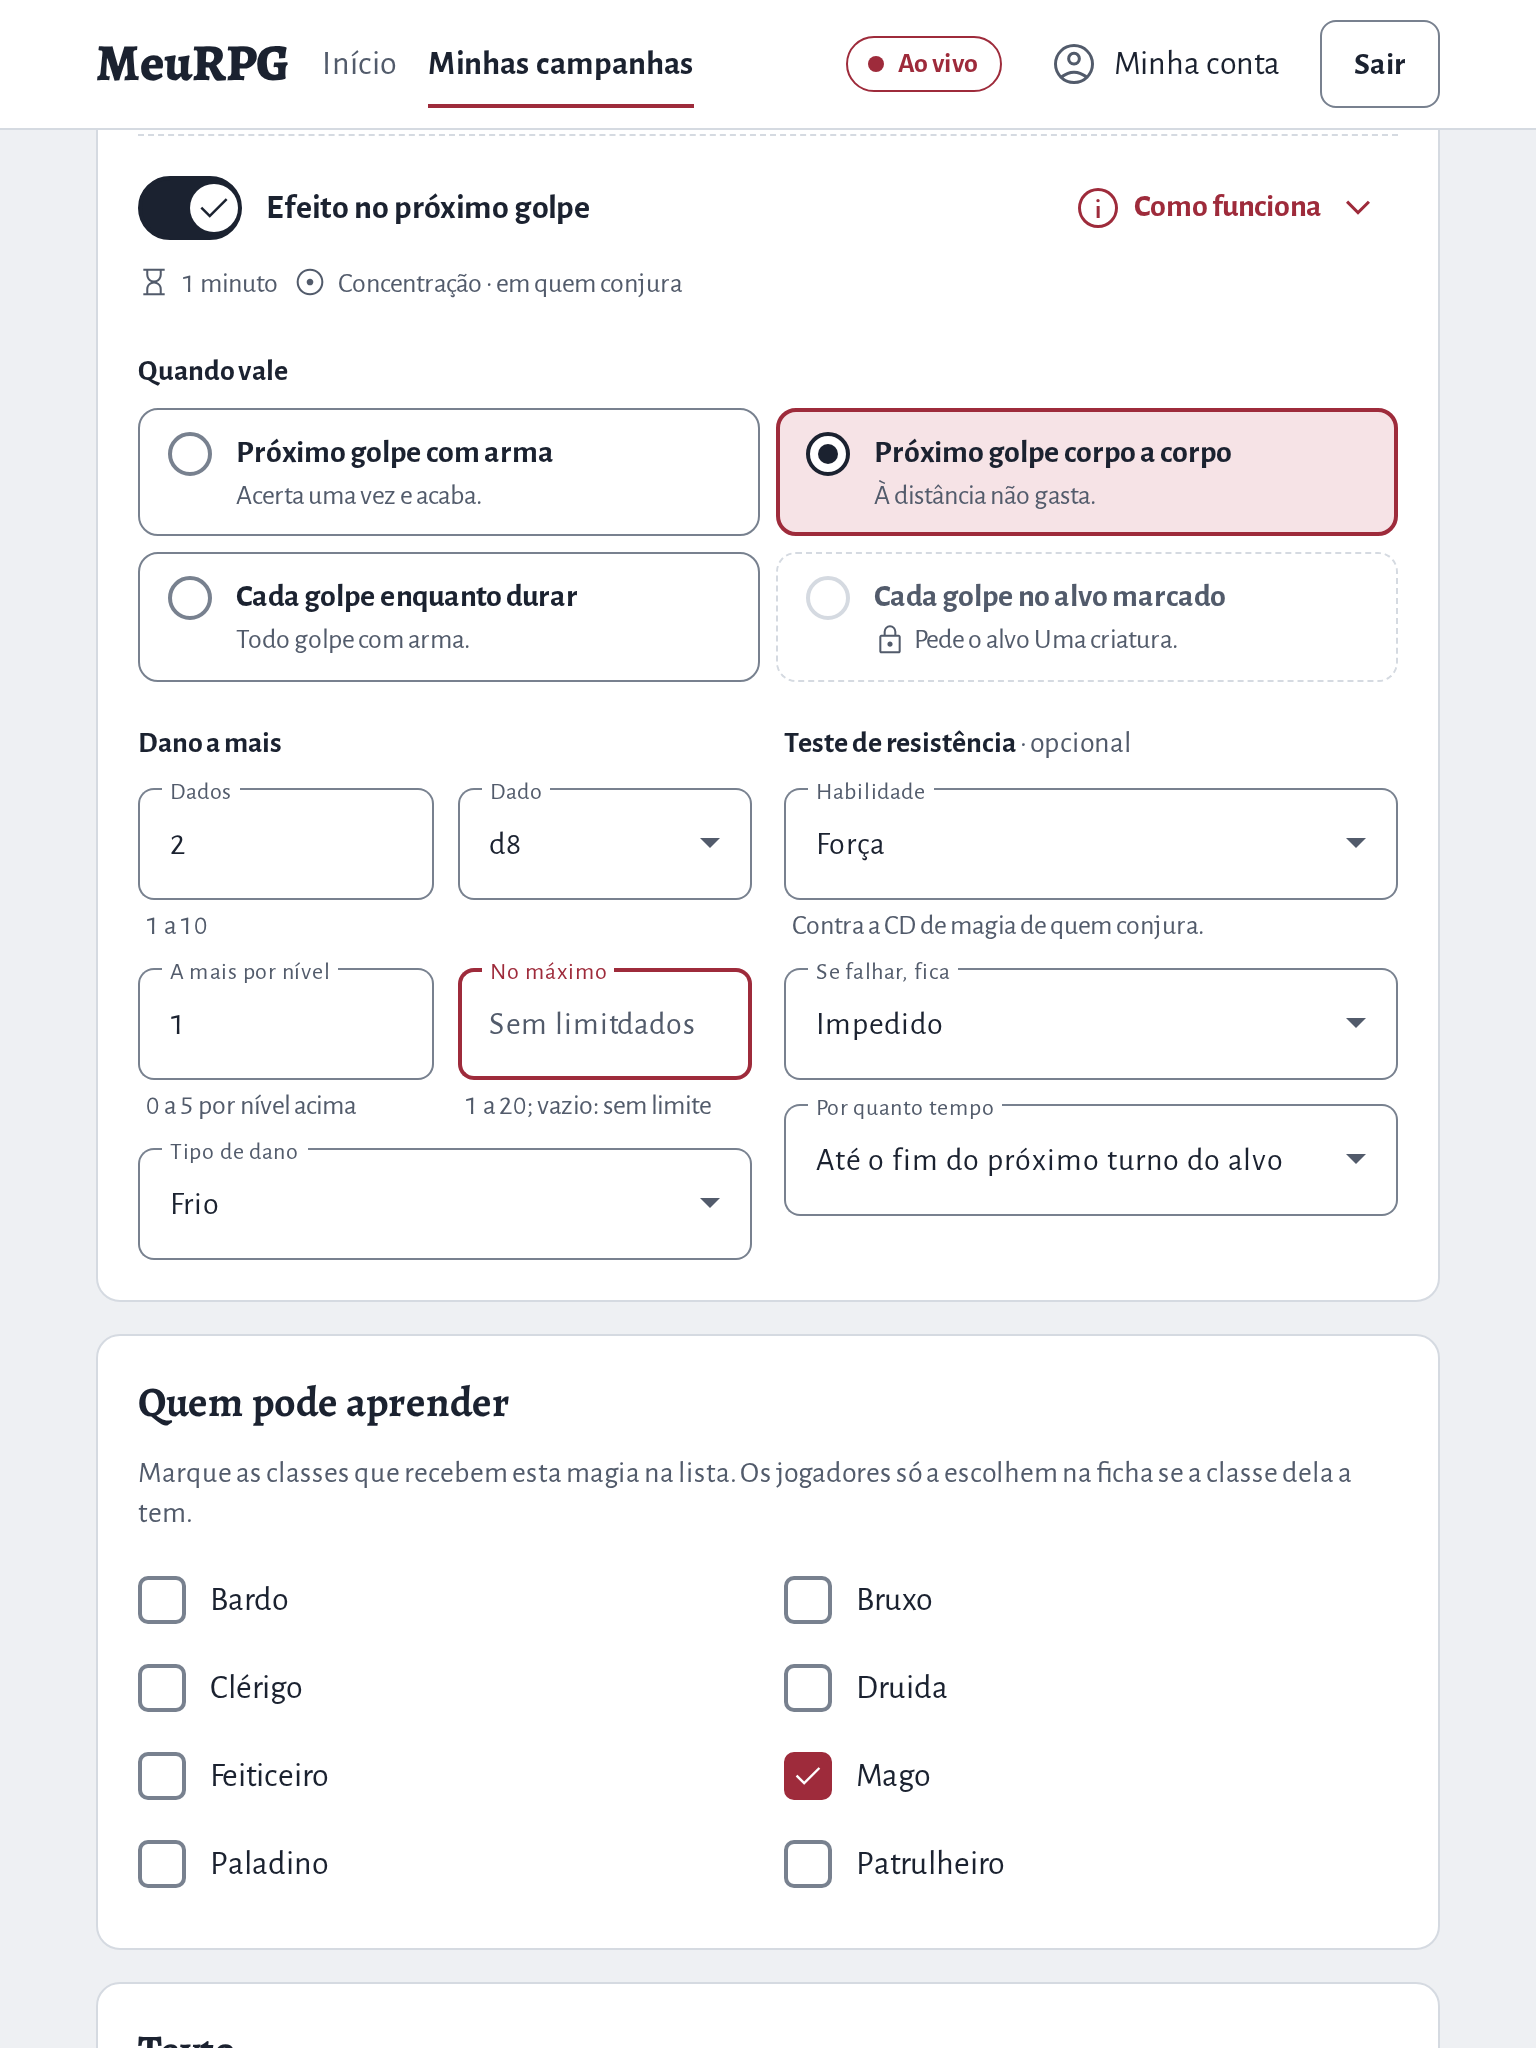 MeuRPG Início Minhas campanhas Ao vivo Minha conta Sair
Efeito no próximo golpe Como funciona
1 minuto Concentração · em quem conjura
Quando vale
Próximo golpe com arma
Acerta uma vez e acaba.
Próximo golpe corpo a corpo
À distância não gasta.
Cada golpe enquanto durar
Todo golpe com arma.
Cada golpe no alvo marcado
Pede o alvo Uma criatura.
Dano a mais
Dados
2
1 a 10
Dado
d8
A mais por nível
1
0 a 5 por nível acima
No máximo
Sem limitdados
1 a 20; vazio: sem limite
Tipo de dano
Frio
Teste de resistência · opcional
Habilidade
Força
Contra a CD de magia de quem conjura.
Se falhar, fica
Impedido
Por quanto tempo
Até o fim do próximo turno do alvo
Quem pode aprender
Marque as classes que recebem esta magia na lista. Os jogadores só a escolhem na ficha se a classe dela a
tem.
Bardo
Bruxo
Clérigo
Druida
Feiticeiro
Mago
Paladino
Patrulheiro